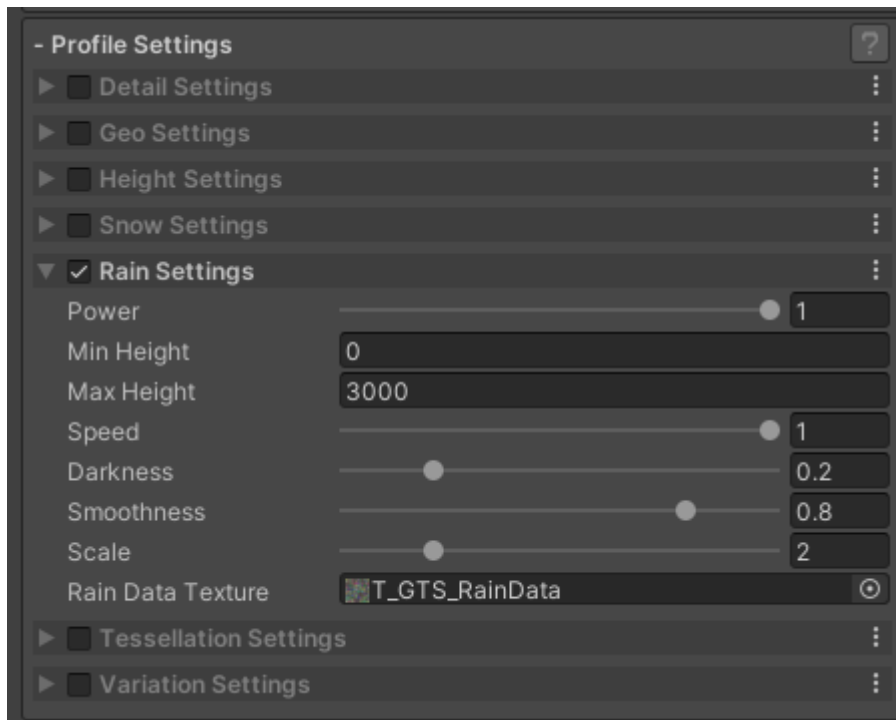 - Profile Settings ?
Detail Settings
Geo Settings
Height Settings
Snow Settings
Rain Settings
Power 1
Min Height 0
Max Height 3000
Speed 1
Darkness 0.2
Smoothness 0.8
Scale 2
Rain Data Texture T_GTS_RainData
Tessellation Settings
Variation Settings